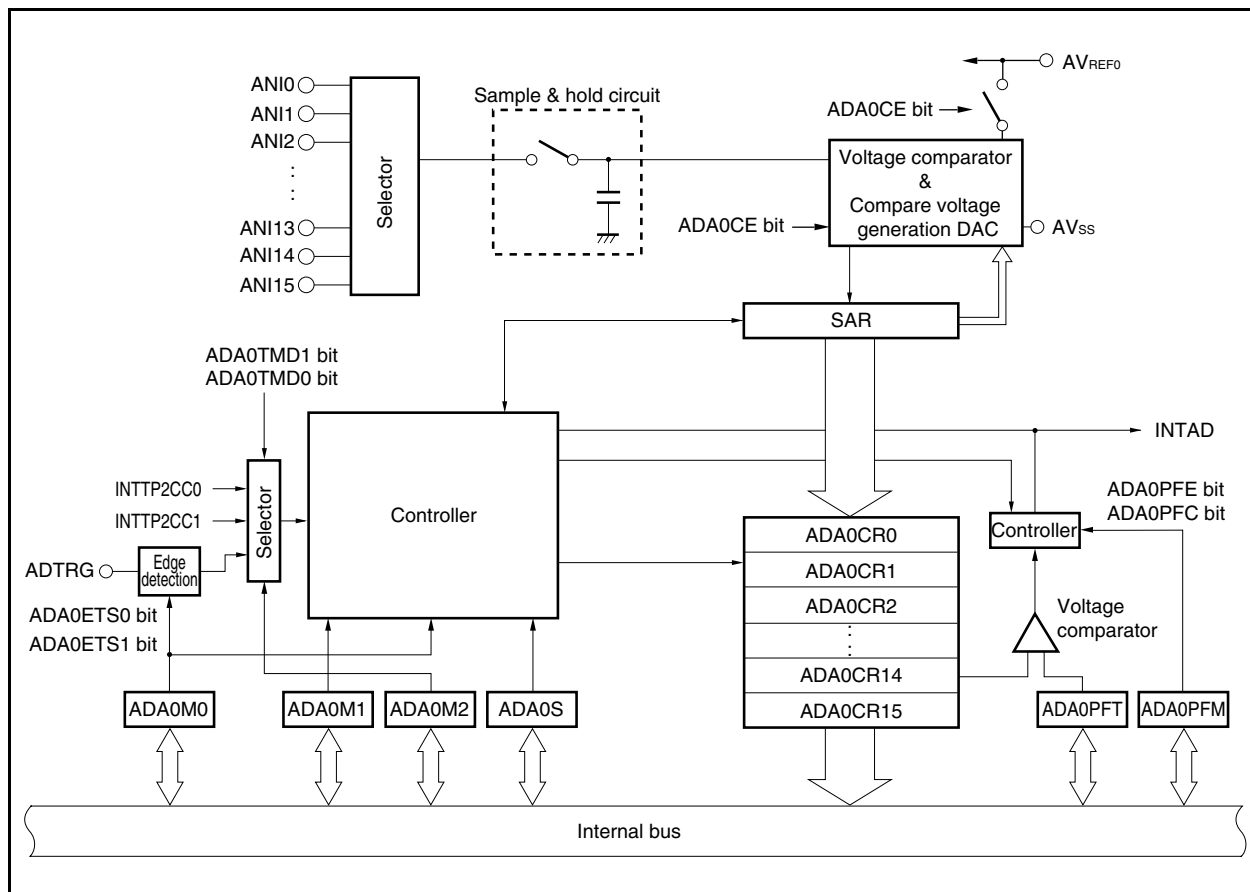 ANI0
ANI1
ANI2
ANI13
ANI14
ANI15
Selector
Sample & hold circuit
AVREF0
ADA0CE bit
Voltage comparator
&
Compare voltage
generation DAC
ADA0CE bit
AVSS
SAR
ADA0TMD1 bit
ADA0TMD0 bit
INTTP2CC0
INTTP2CC1
Selector
Controller
INTAD
ADA0PFE bit
ADA0PFC bit
Controller
ADTRG
Edge
detection
ADA0ETS0 bit
ADA0ETS1 bit
ADA0CR0
ADA0CR1
ADA0CR2
ADA0CR14
ADA0CR15
Voltage
comparator
ADA0M0
ADA0M1
ADA0M2
ADA0S
ADA0PFT
ADA0PFM
Internal bus